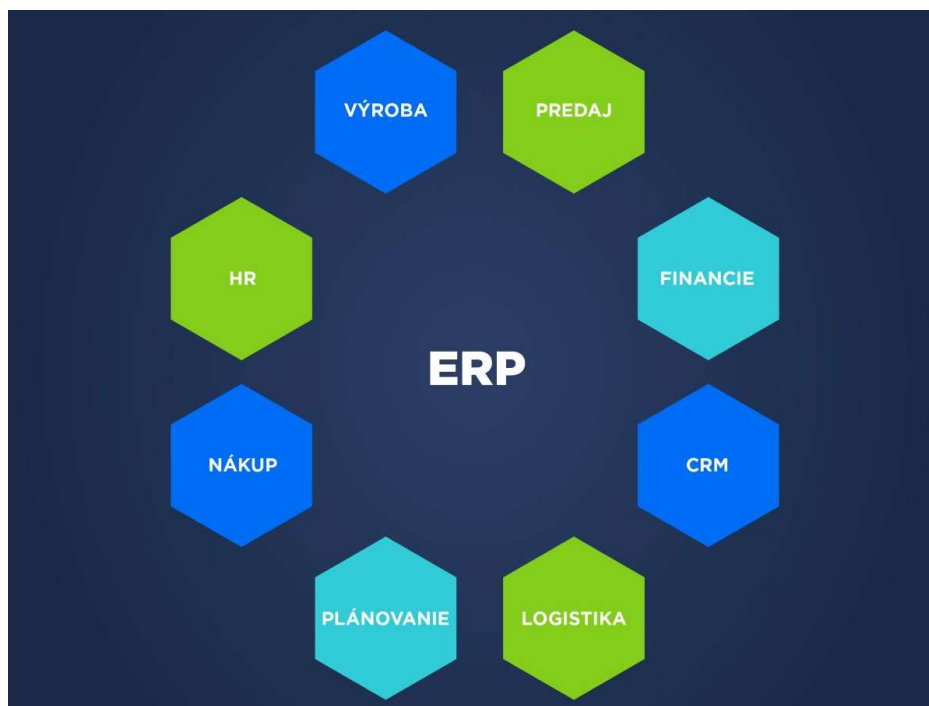 VÝROBA
PREDAJ
HR
FINANCIE
ERP
NÁKUP
CRM
PLÁNOVANIE
LOGISTIKA